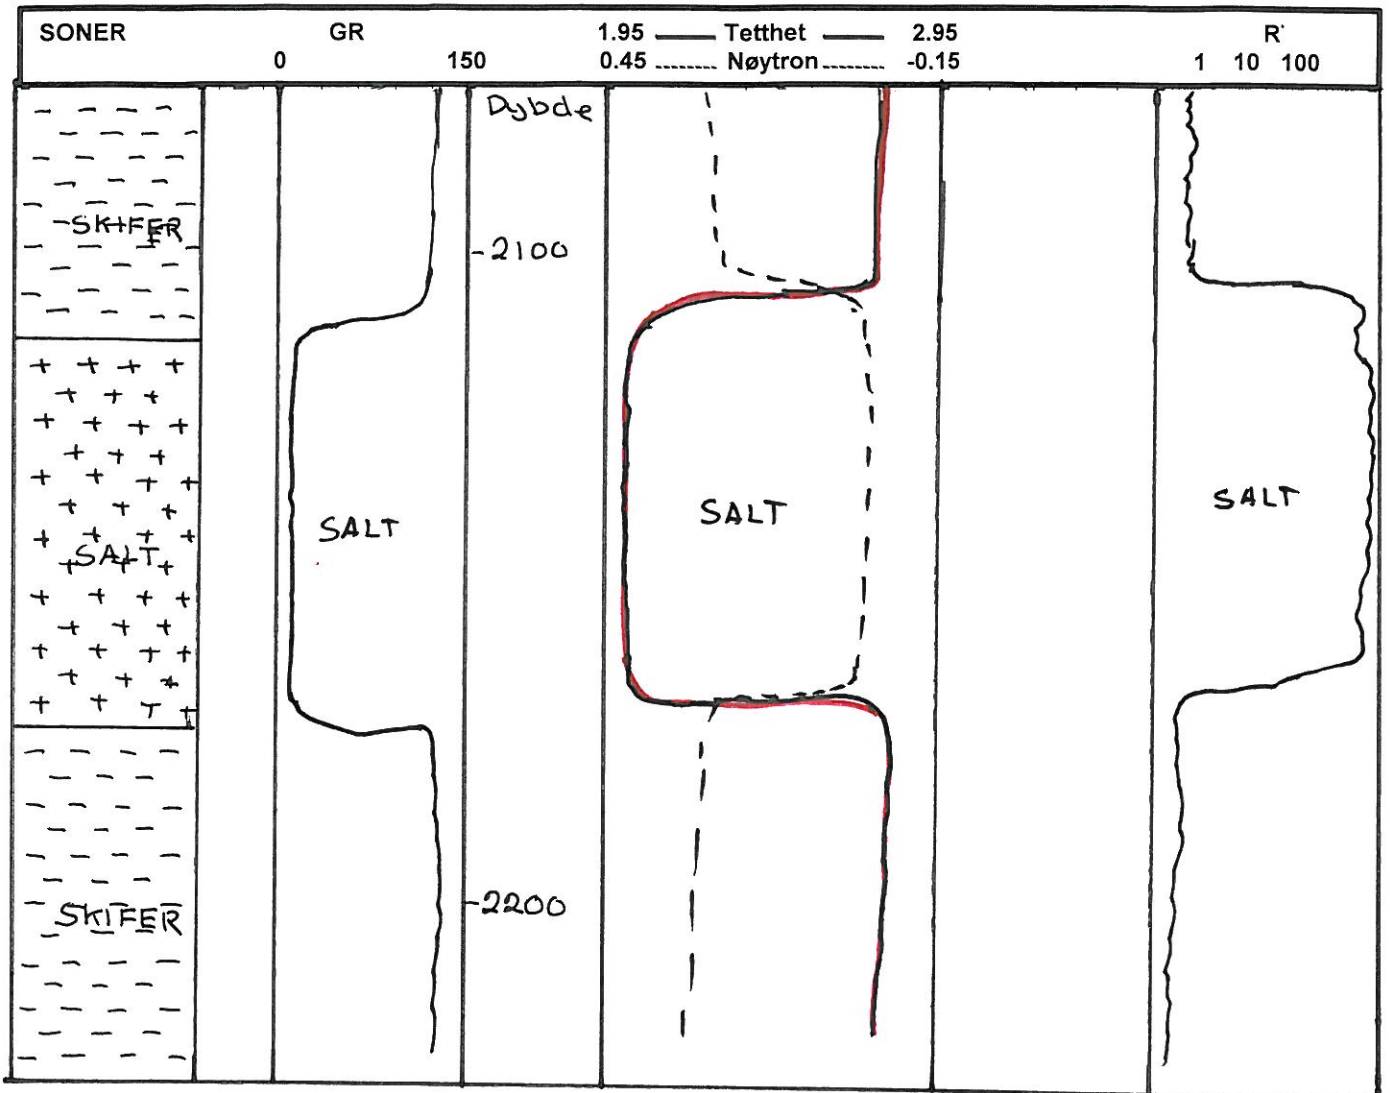 SONER GR 1.95 Tetthet 2.95 R
0 150 0.45 Nøytron -0.15 1 10 100
Dybde
SKIFER
-2100
SALT
SALT
SALT
SALT
-2200
SKIFER